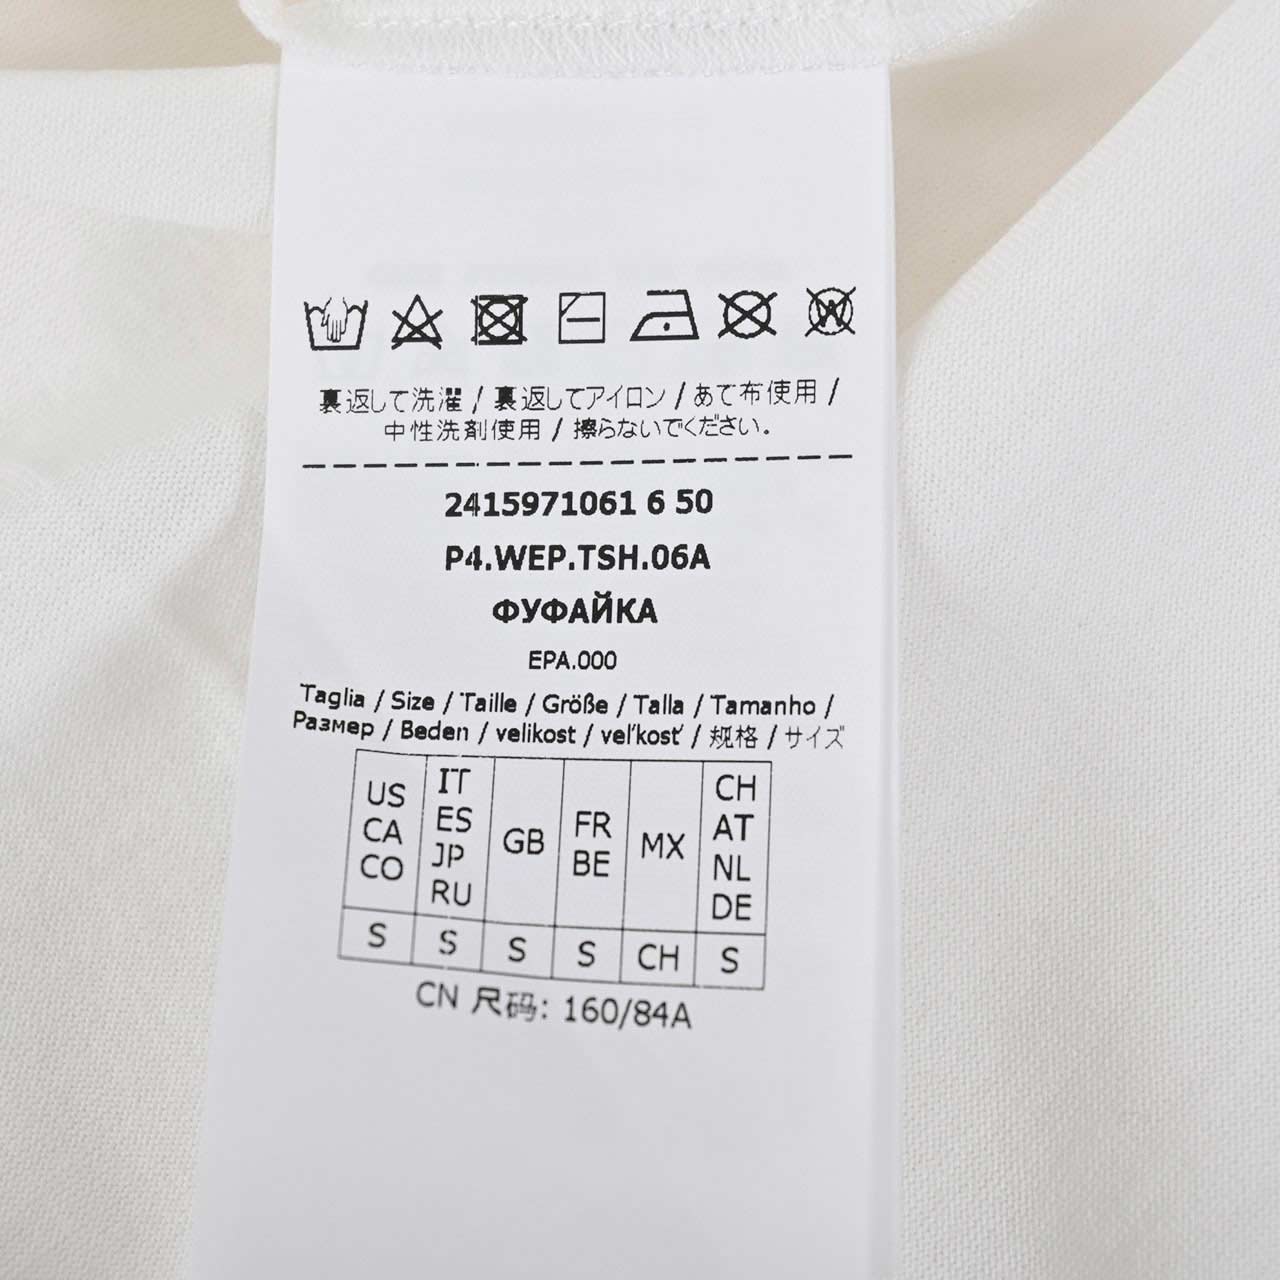 裏返して洗濯 / 裏返してアイロン / あて布使用 /
中性洗剤使用 / 擦らないでください.
2415971061 6 50
P4.WEP.TSH.06A
ФУФАЙКА
EPA.000
Taglia / Size / Taille / Größe / Talla / Tamanho /
Размер / Beden / velikost / veľkosť / 规格 / サイズ
US CA CO IT ES JP RU GB FR BE MX CH AT NL DE
S S S S CH S
CN 尺码: 160/84A